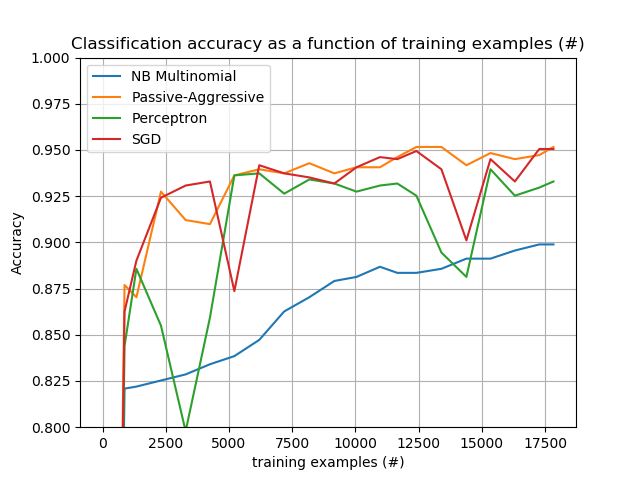 Classification accuracy as a function of training examples (#)
1.000
0.975
0.950
0.925
0.900
0.875
0.850
0.825
0.800
Accuracy
NB Multinomial
Passive-Aggressive
Perceptron
SGD
0 2500 5000 7500 10000 12500 15000 17500
training examples (#)